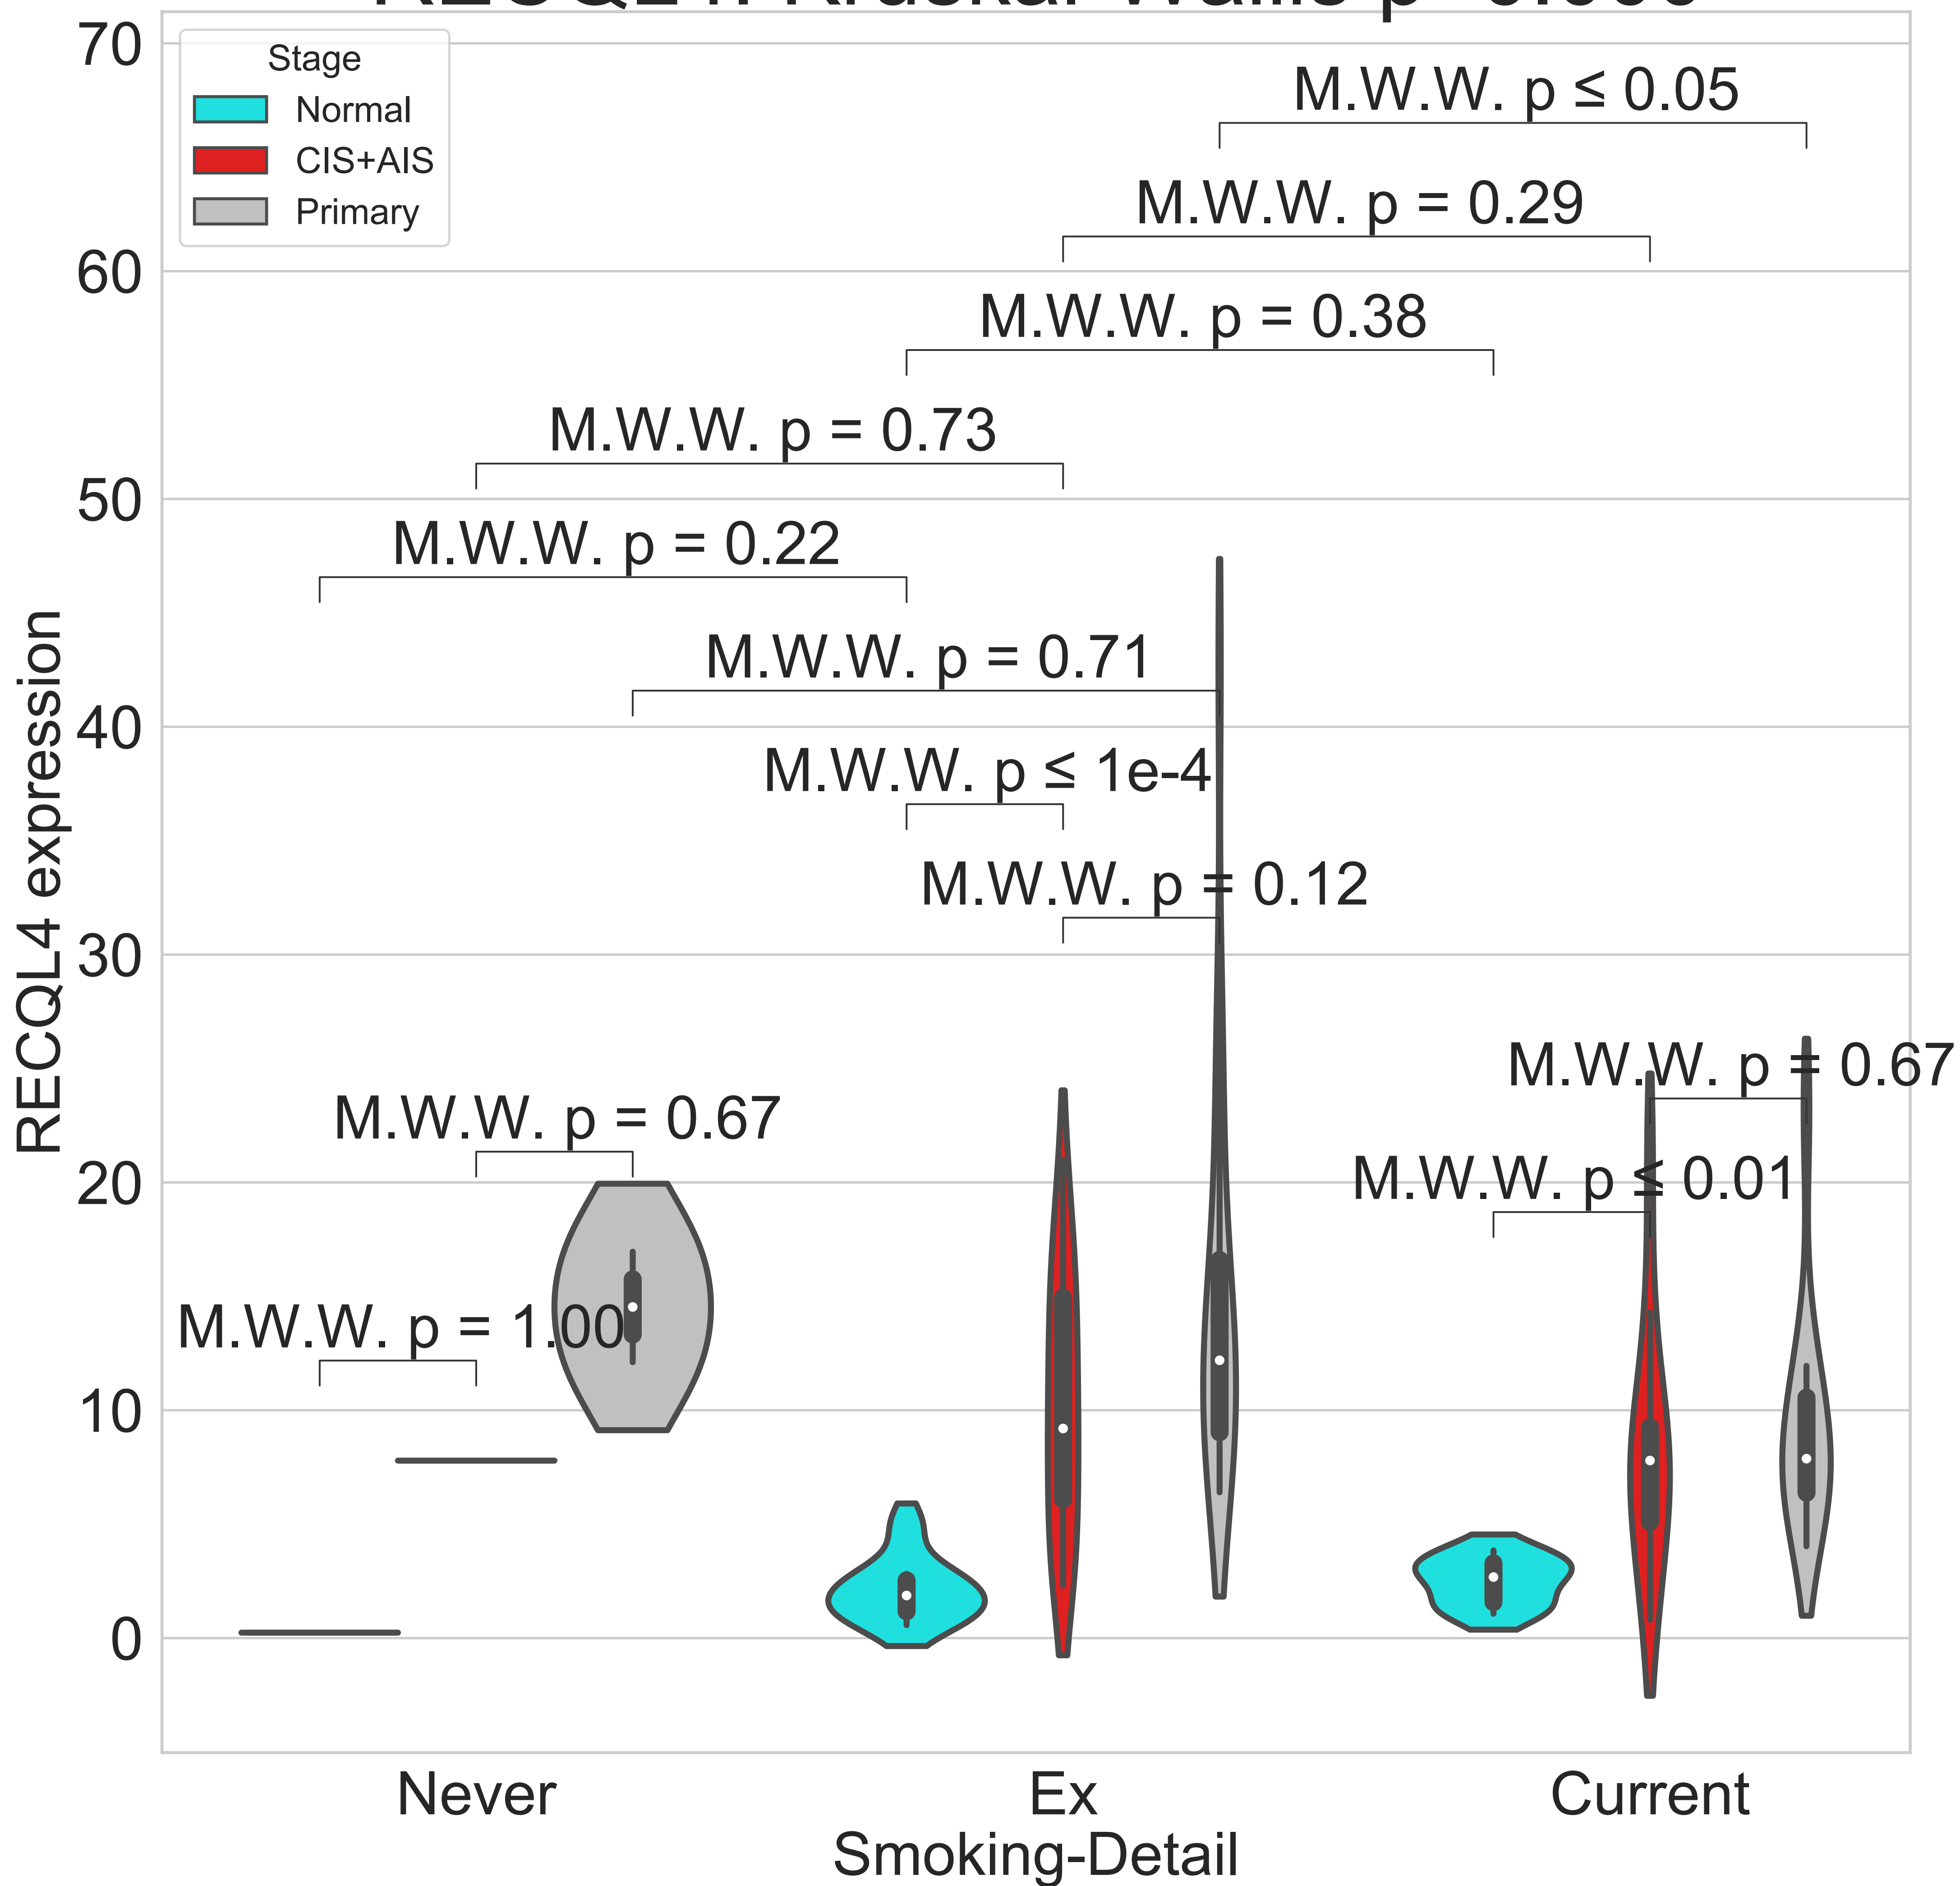 70
Stage
Normal
CIS+AIS
Primary
M.W.W. p ≤ 0.05
M.W.W. p = 0.29
60
M.W.W. p = 0.38
M.W.W. p = 0.73
50
M.W.W. p = 0.22
M.W.W. p = 0.71
40
M.W.W. p ≤ 1e-4
M.W.W. p = 0.12
30
M.W.W. p = 0.67
M.W.W. p = 0.67
20
M.W.W. p ≤ 0.01
M.W.W. p = 1.00
10
0
RECQL4 expression
Never
Ex
Current
Smoking-Detail